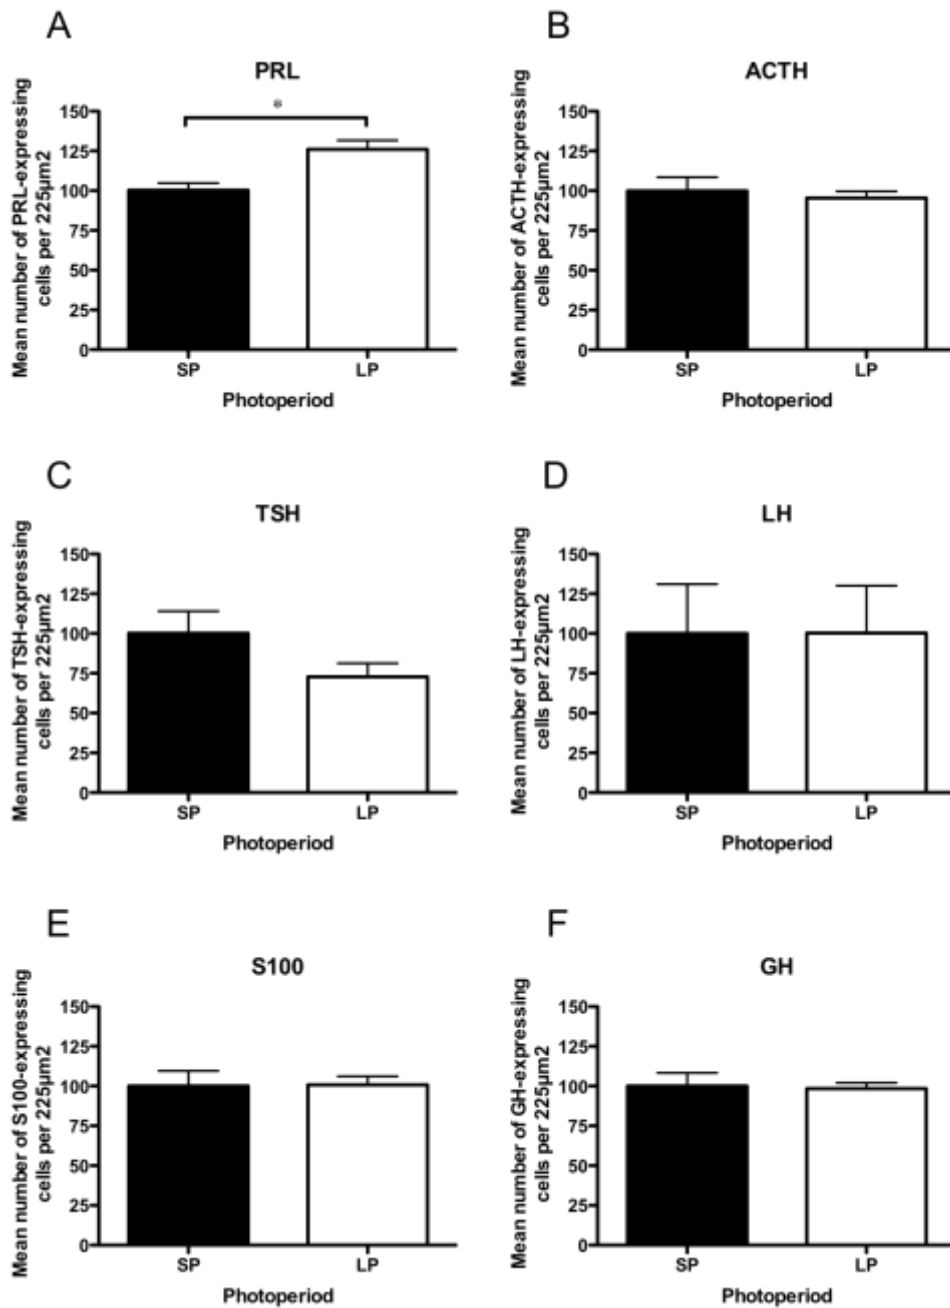 A
PRL
*
Mean number of PRL-expressing
cells per 225µm2
150
125
100
75
50
25
0
SP
LP
Photoperiod
B
ACTH
Mean number of ACTH-expressing
cells per 225µm2
150
125
100
75
50
25
0
SP
LP
Photoperiod
C
TSH
Mean number of TSH-expressing
cells per 225µm2
150
125
100
75
50
25
0
SP
LP
Photoperiod
D
LH
Mean number of LH-expressing
cells per 225µm2
150
125
100
75
50
25
0
SP
LP
Photoperiod
E
S100
Mean number of S100-expressing
cells per 225µm2
150
125
100
75
50
25
0
SP
LP
Photoperiod
F
GH
Mean number of GH-expressing
cells per 225µm2
150
125
100
75
50
25
0
SP
LP
Photoperiod